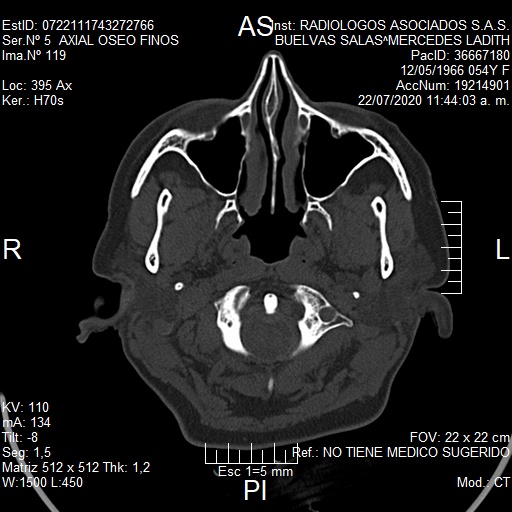 EstID: 0722111743272766
Ser.Nº 5 AXIAL OSEO FINOS
Ima.Nº 119
Loc: 395 Ax
Ker.: H70s
AS
Inst: RADIOLOGOS ASOCIADOS S.A.S.
BUELVAS SALAS^MERCEDES LADITH
PacID: 36667180
12/05/1966 054Y F
AccNum: 19214901
22/07/2020 11:44:03 a. m.
R
L
KV: 110
mA: 134
Tilt: -8
Seg: 1,5
Matriz 512 x 512 Thk: 1,2
W:1500 L:450
Esc 1=5 mm
PI
FOV: 22 x 22 cm
Ref.: NO TIENE MEDICO SUGERIDO
Mod.: CT